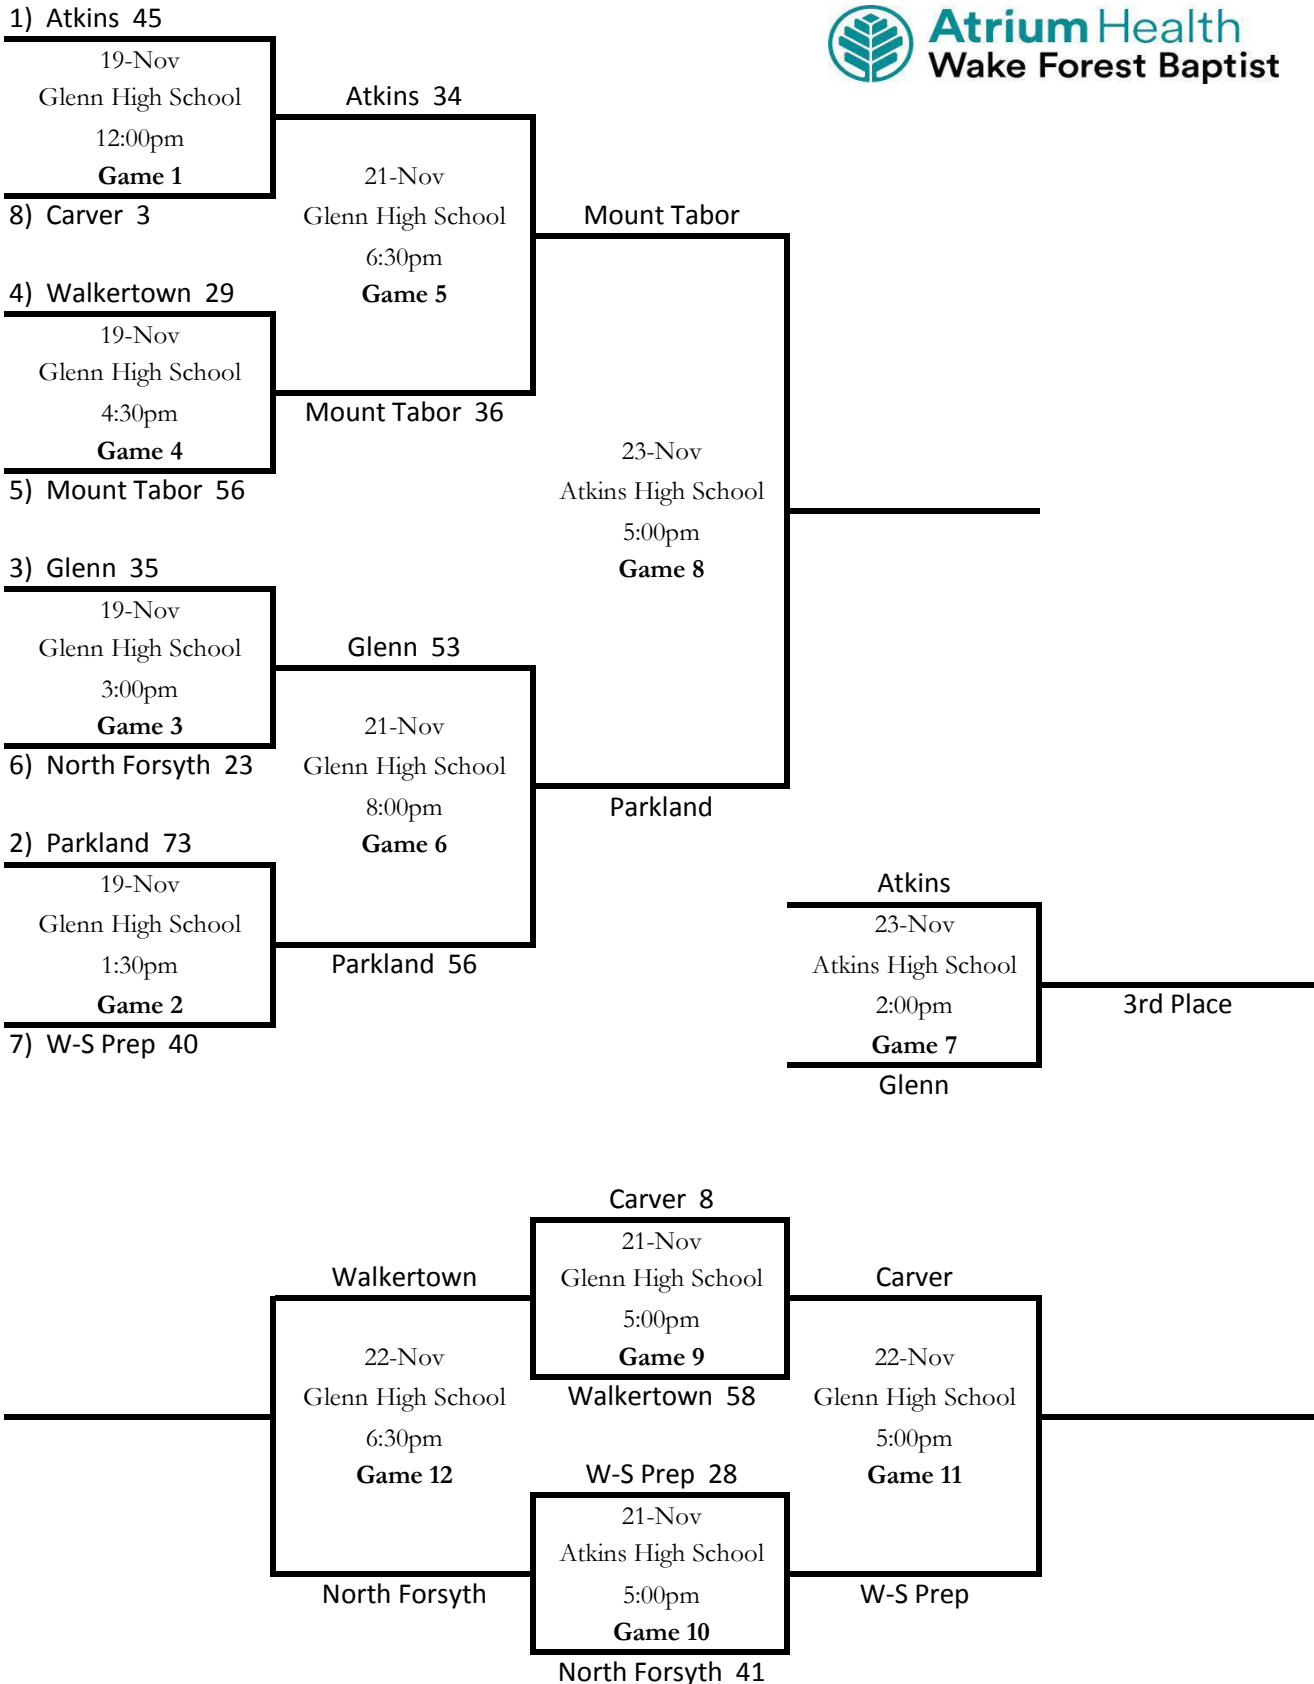 1) Atkins 45
Atrium Health
Wake Forest Baptist
19-Nov
Glenn High School
12:00pm
Game 1
8) Carver 3
Atkins 34
21-Nov
Glenn High School
6:30pm
Game 5
Mount Tabor
4) Walkertown 29
19-Nov
Glenn High School
4:30pm
Game 4
5) Mount Tabor 56
Mount Tabor 36
23-Nov
Atkins High School
5:00pm
Game 8
3) Glenn 35
19-Nov
Glenn High School
3:00pm
Game 3
6) North Forsyth 23
Glenn 53
21-Nov
Glenn High School
8:00pm
Game 6
Parkland
2) Parkland 73
19-Nov
Glenn High School
1:30pm
Game 2
7) W-S Prep 40
Parkland 56
Atkins
23-Nov
Atkins High School
2:00pm
Game 7
Glenn
3rd Place
Carver 8
21-Nov
Glenn High School
5:00pm
Game 9
Walkertown 58
Walkertown
22-Nov
Glenn High School
6:30pm
Game 12
North Forsyth
Carver
22-Nov
Glenn High School
5:00pm
Game 11
W-S Prep
W-S Prep 28
21-Nov
Atkins High School
5:00pm
Game 10
North Forsyth 41